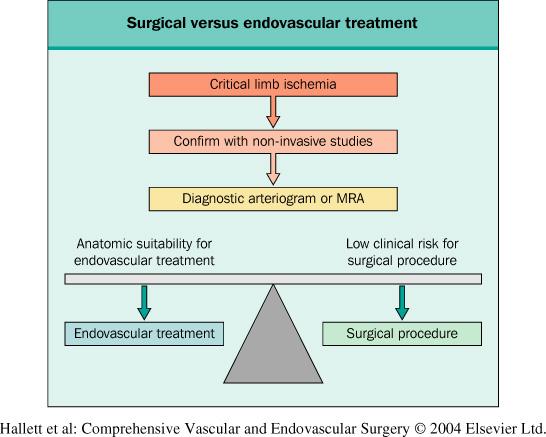 Surgical versus endovascular treatment
Critical limb ischemia
Confirm with non-invasive studies
Diagnostic arteriogram or MRA
Anatomic suitability for
endovascular treatment
Low clinical risk for
surgical procedure
Endovascular treatment
Surgical procedure
Hallett et al: Comprehensive Vascular and Endovascular Surgery © 2004 Elsevier Ltd.